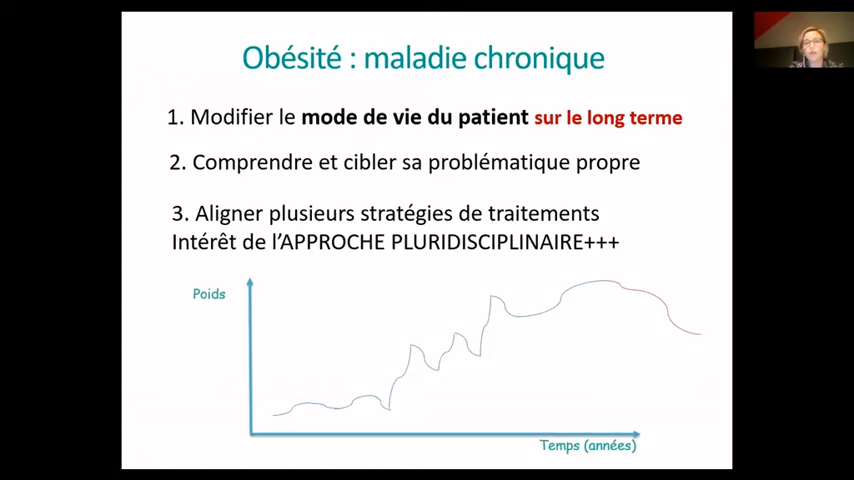 Obésité : maladie chronique
1. Modifier le mode de vie du patient sur le long terme
2. Comprendre et cibler sa problématique propre
3. Aligner plusieurs stratégies de traitements
Intérêt de l’APPROCHE PLURIDISCIPLINAIRE+++
Poids
Temps (années)